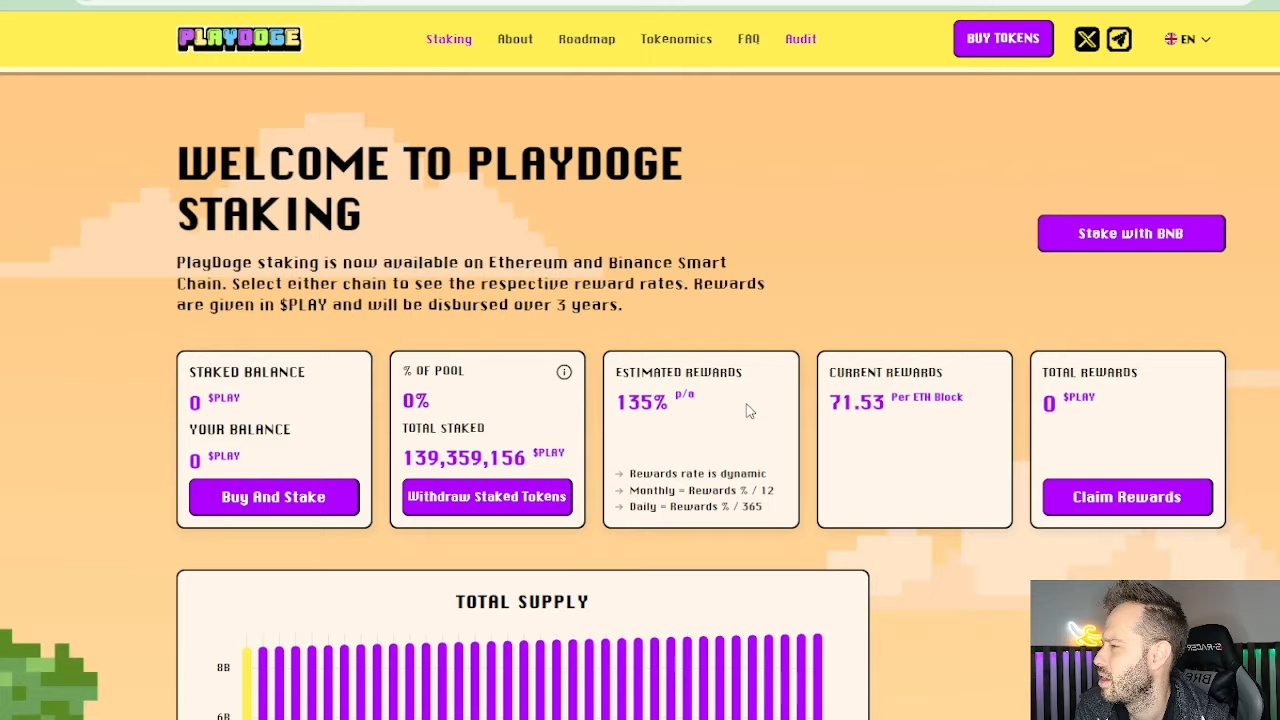 PLAYDOGE
Staking
About
Roadmap
Tokenomics
FAQ
Audit
BUY TOKENS
EN
WELCOME TO PLAYDOGE
STAKING
PlayDoge staking is now available on Ethereum and Binance Smart
Chain. Select either chain to see the respective reward rates. Rewards
are given in $PLAY and will be disbursed over 3 years.
Stake with BNB
STAKED BALANCE
0 $PLAY
YOUR BALANCE
0 $PLAY
Buy And Stake
% OF POOL
0%
TOTAL STAKED
139,359,156 $PLAY
Withdraw Staked Tokens
ESTIMATED REWARDS
135% p/a
→ Rewards rate is dynamic
→ Monthly = Rewards % / 12
→ Daily = Rewards % / 365
CURRENT REWARDS
71.53 Per ETH Block
TOTAL REWARDS
0 $PLAY
Claim Rewards
TOTAL SUPPLY
8B
6B